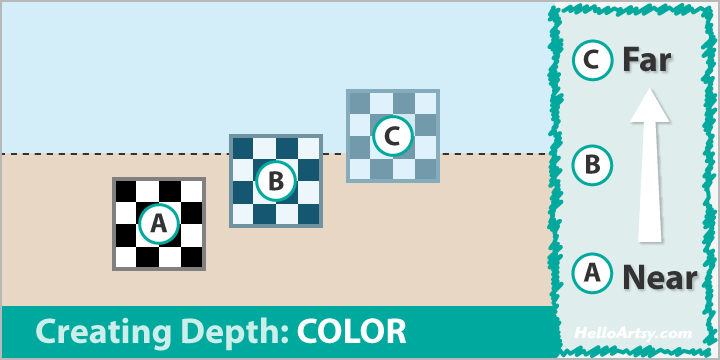 A
B
C
C Far
B
A Near
HelloArtsy.com
Creating Depth: COLOR